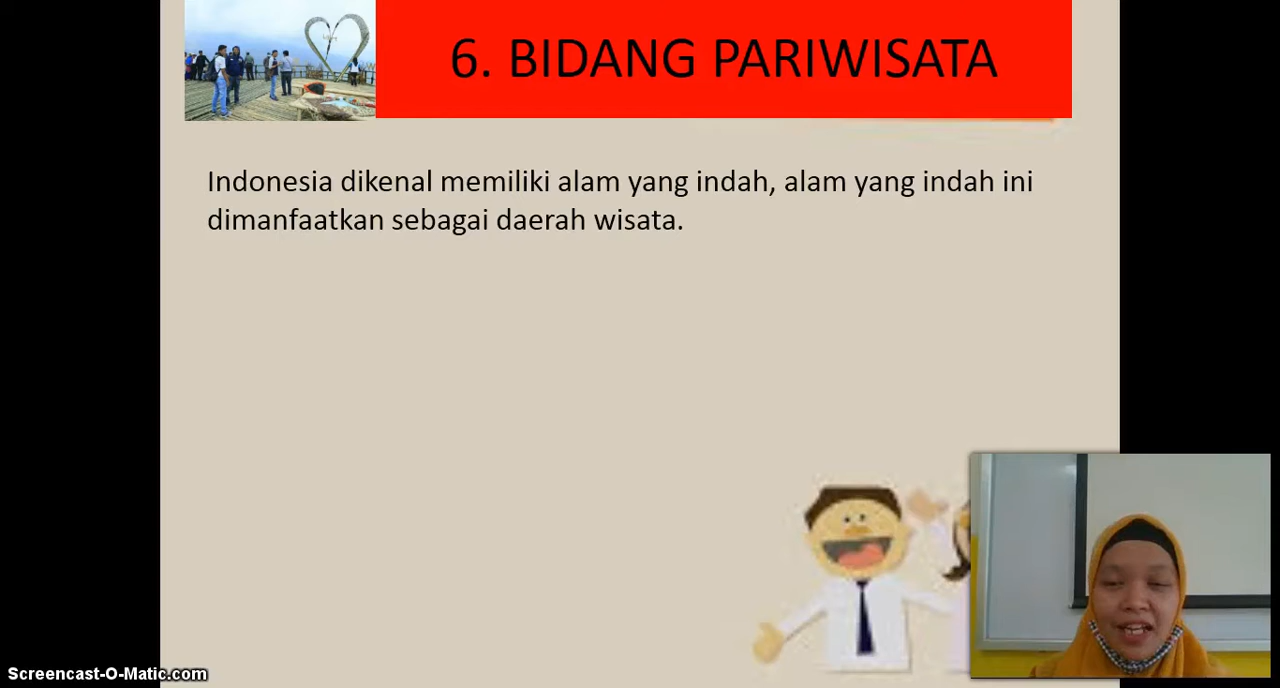 6. BIDANG PARIWISATA
Indonesia dikenal memiliki alam yang indah, alam yang indah ini
dimanfaatkan sebagai daerah wisata.
Screencast-O-Matic.com